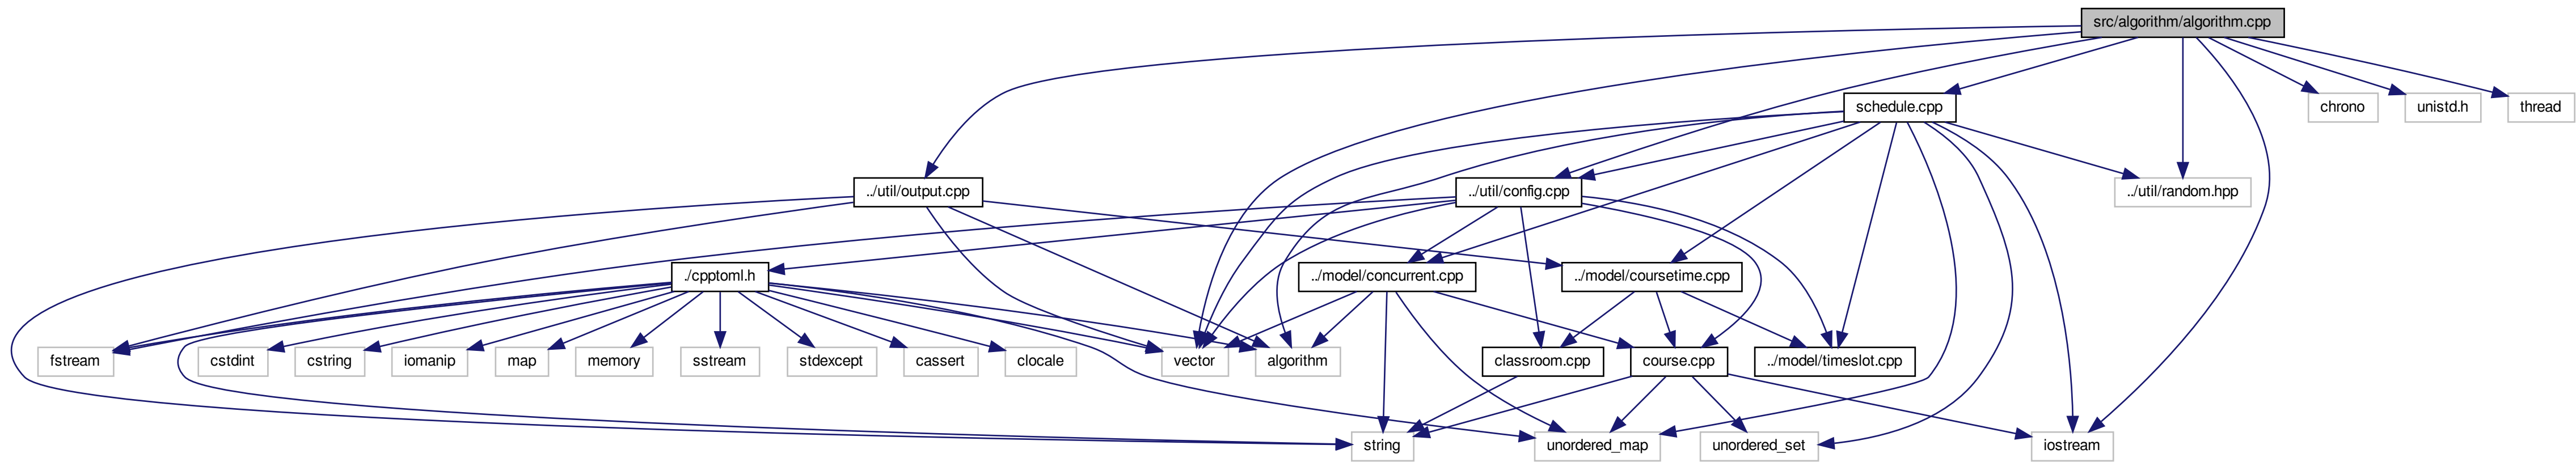 src/algorithm/algorithm.cpp
schedule.cpp
chrono
unistd.h
thread
../util/output.cpp
../util/config.cpp
../util/random.hpp
./cpptoml.h
../model/concurrent.cpp
../model/coursetime.cpp
fstream
cstdint
cstring
iomanip
map
memory
sstream
stdexcept
cassert
clocale
vector
algorithm
classroom.cpp
course.cpp
../model/timeslot.cpp
string
unordered_map
unordered_set
iostream